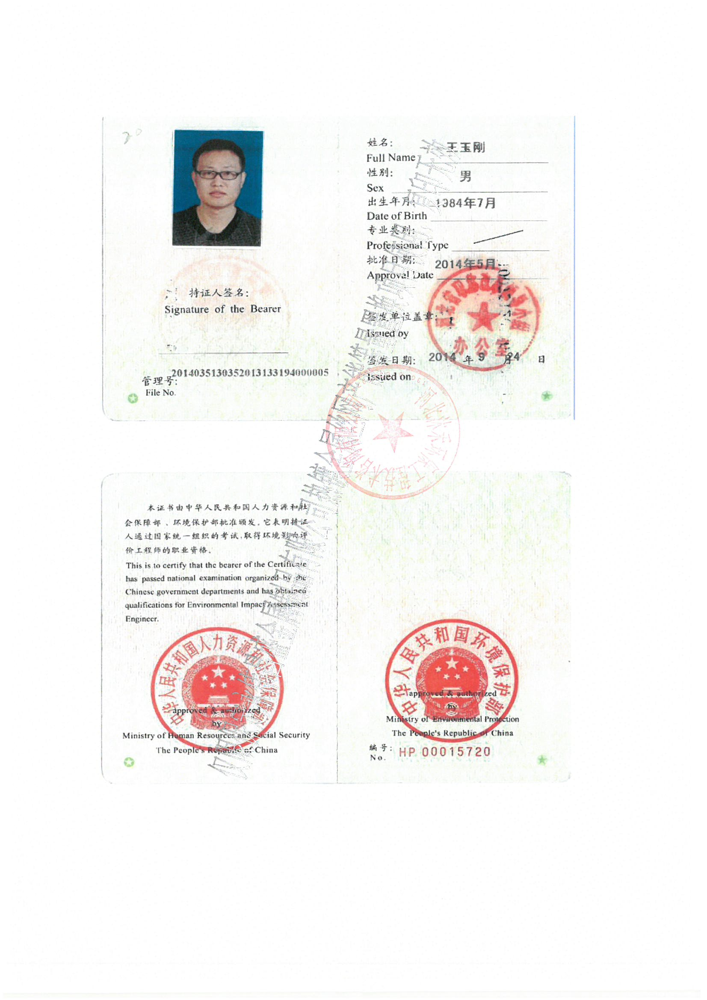 姓名:
王玉刚
Full Name
性别:
男
Sex
出生年月:
1984年7月
Date of Birth
专业类别:
Professional Type
批准日期:
2014年5月
Approval Date
持证人签名:
Signature of the Bearer
签发单位盖章:
Issued by
办公室
签发日期: 2014 年 9 月 24 日
Issued on
管理号: 2014035130352013133194000005
File No.
本证书由中华人民共和国人力资源和社
会保障部、环境保护部批准颁发。它表明持证
人通过国家统一组织的考试,取得环境影响评
价工程师的职业资格。
This is to certify that the bearer of the Certificate
has passed national examination organized by the
Chinese government departments and has obtained
qualifications for Environmental Impact Assessment
Engineer.
中华人民共和国人力资源和社会保障部
approved & authorized
by
Ministry of Human Resources and Social Security
The People's Republic of China
中华人民共和国环境保护部
approved & authorized
by
Ministry of Environmental Protection
The People's Republic of China
编号: HP 00015720
No.